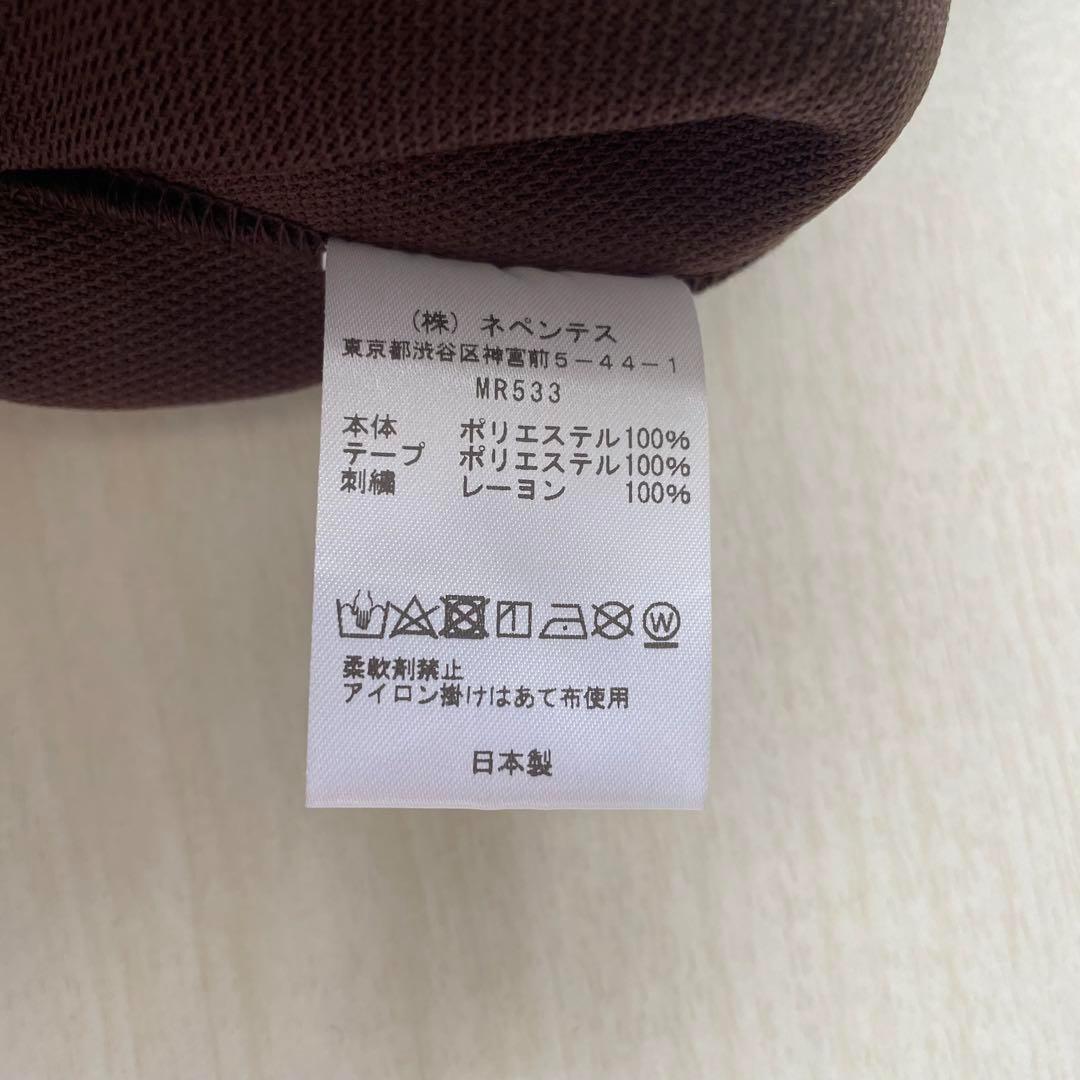 （株）ネペンテス
東京都渋谷区神宮前5－44－1
MR533
本体 ポリエステル100%
テープ ポリエステル100%
刺繍 レーヨン 100%
W
柔軟剤禁止
アイロン掛けはあて布使用
日本製